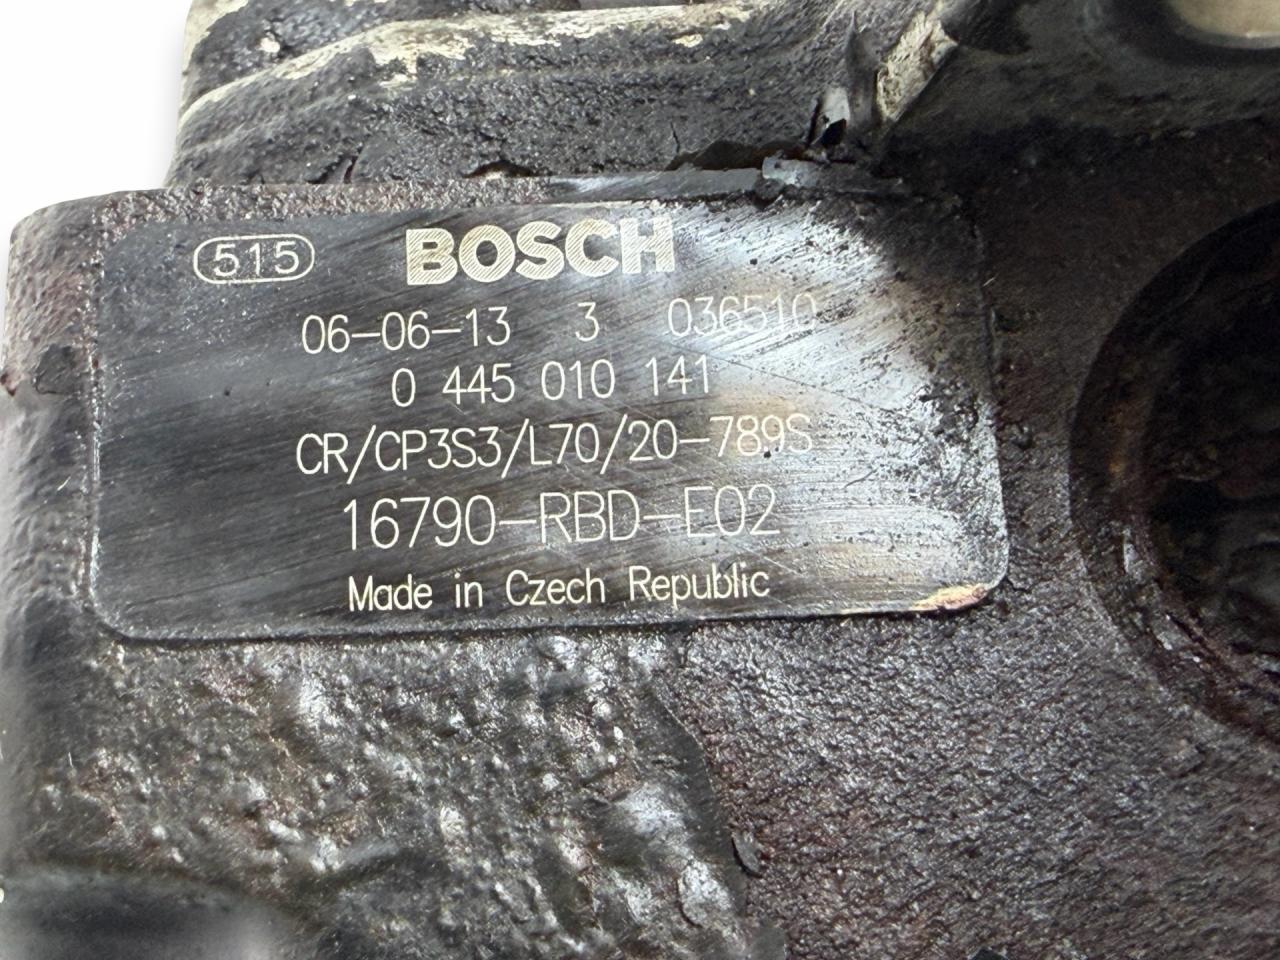 515 BOSCH
06-06-13 3 036510
0 445 010 141
CR/CP3S3/L70/20-789S
16790-RBD-E02
Made in Czech Republic